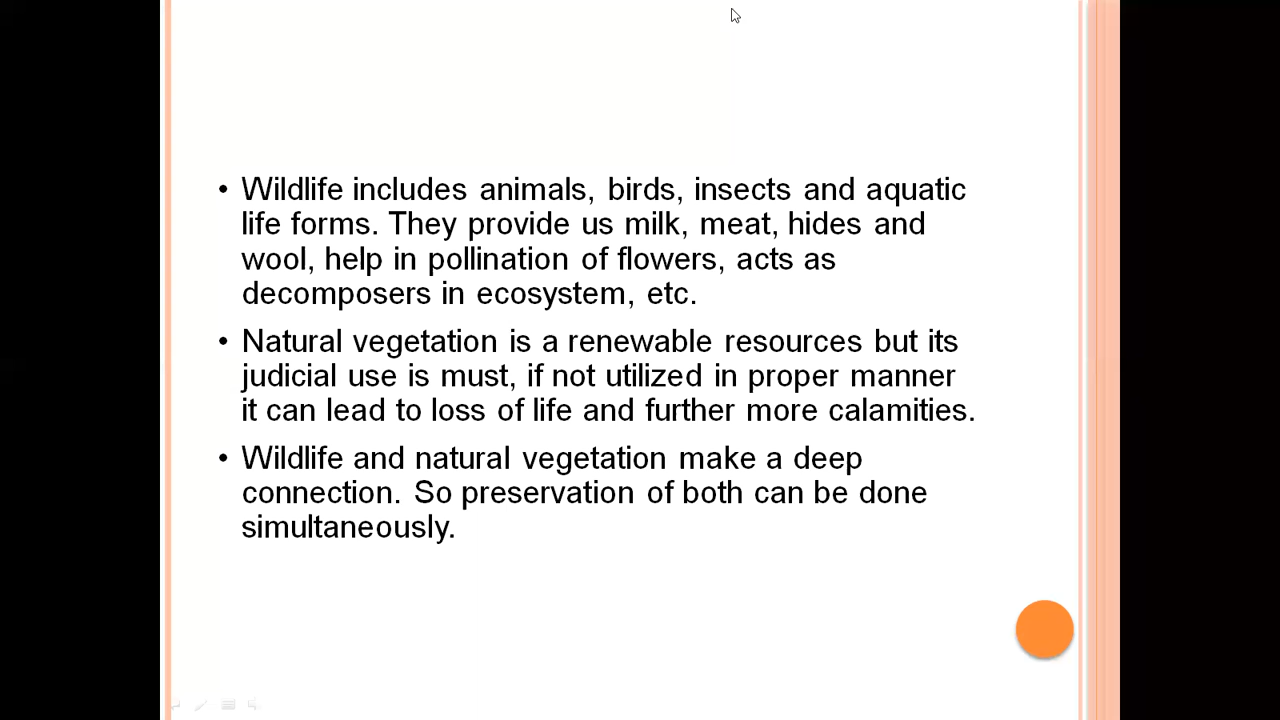 • Wildlife includes animals, birds, insects and aquatic
life forms. They provide us milk, meat, hides and
wool, help in pollination of flowers, acts as
decomposers in ecosystem, etc.
• Natural vegetation is a renewable resources but its
judicial use is must, if not utilized in proper manner
it can lead to loss of life and further more calamities.
• Wildlife and natural vegetation make a deep
connection. So preservation of both can be done
simultaneously.